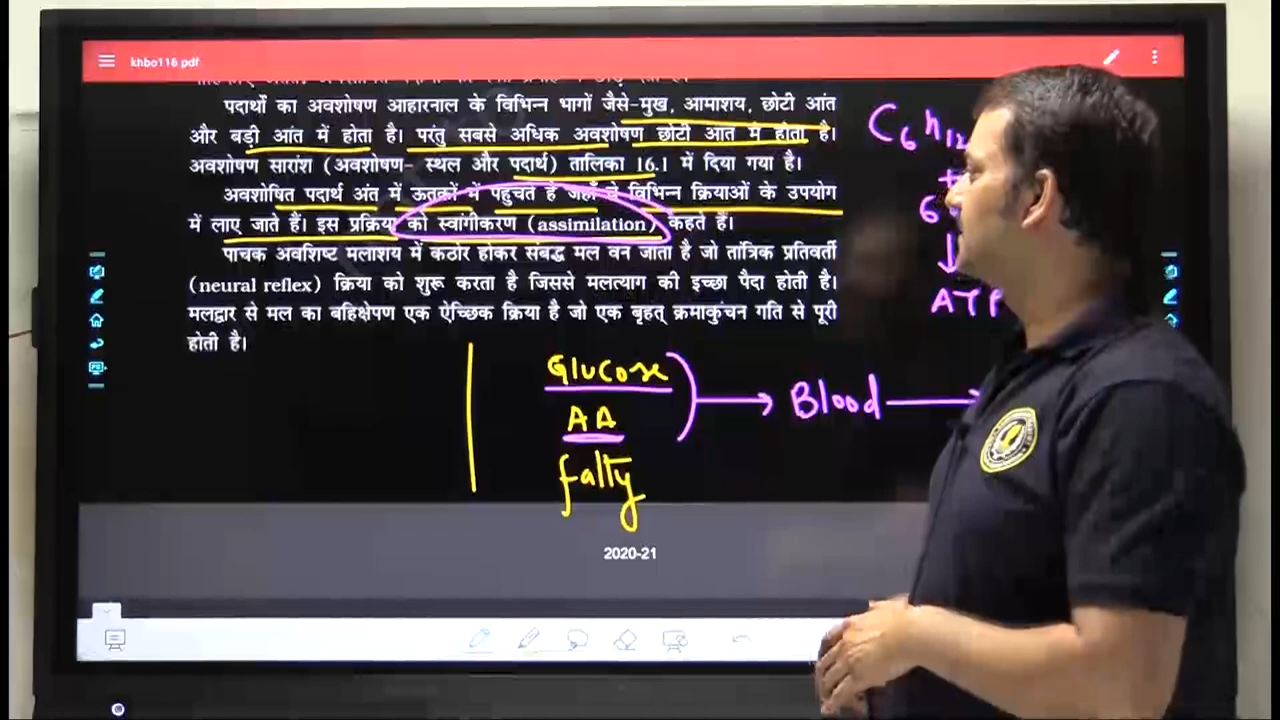 khbo116.pdf
पदार्थों का अवशोषण आहारनाल के विभिन्न भागों जैसे-मुख, आमाशय, छोटी आंत
और बड़ी आंत में होता है। परंतु सबसे अधिक अवशोषण छोटी आंत में होता है।
अवशोषण सारांश (अवशोषण- स्थल और पदार्थ) तालिका 16.1 में दिया गया है।
अवशोषित पदार्थ अंत में ऊतकों में पहुंचते हैं जहाँ वे विभिन्न क्रियाओं के उपयोग
में लाए जाते हैं। इस प्रक्रिया को स्वांगीकरण (assimilation) कहते हैं।
पाचक अवशिष्ट मलाशय में कठोर होकर संबद्ध मल वन जाता है जो तांत्रिक प्रतिवर्ती
(neural reflex) क्रिया को शुरू करता है जिससे मलत्याग की इच्छा पैदा होती है।
मलद्वार से मल का बहिक्षेपण एक ऐच्छिक क्रिया है जो एक बृहत् क्रमाकुंचन गति से पूरी
होती है।
C6H12
+
6
↓
ATP
Glucose
AA → Blood →
fatty
2020-21